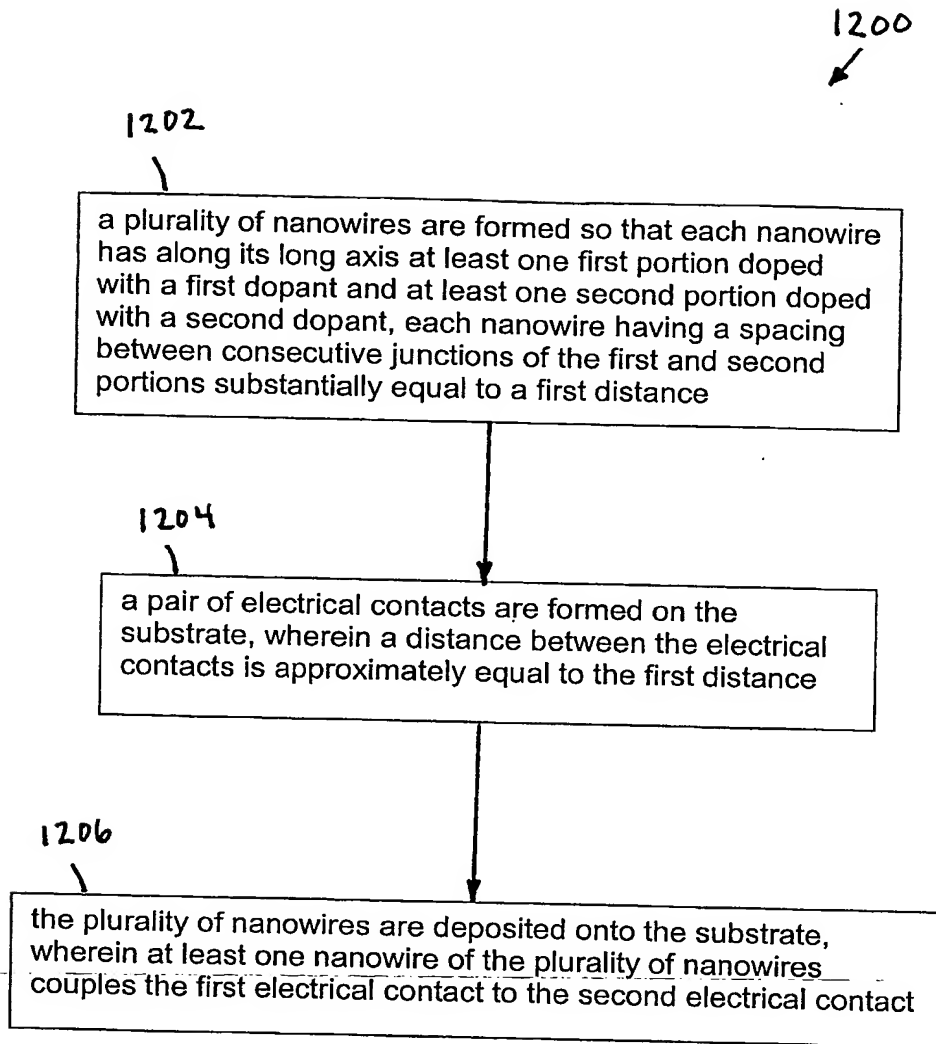 1200
1202
a plurality of nanowires are formed so that each nanowire
has along its long axis at least one first portion doped
with a first dopant and at least one second portion doped
with a second dopant, each nanowire having a spacing
between consecutive junctions of the first and second
portions substantially equal to a first distance
1204
a pair of electrical contacts are formed on the
substrate, wherein a distance between the electrical
contacts is approximately equal to the first distance
1206
the plurality of nanowires are deposited onto the substrate,
wherein at least one nanowire of the plurality of nanowires
couples the first electrical contact to the second electrical contact